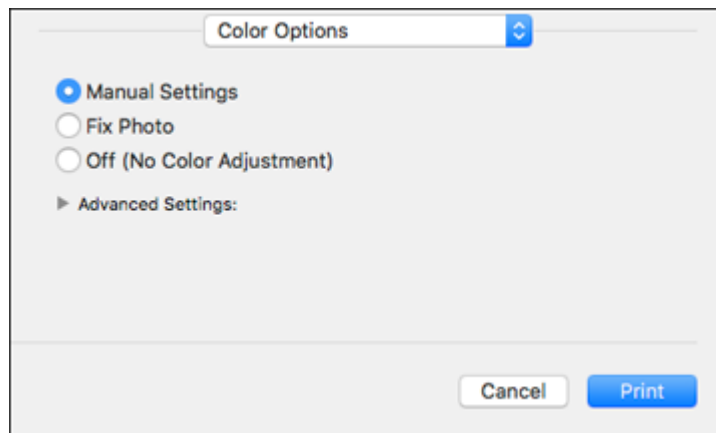 Color Options
Manual Settings
Fix Photo
Off (No Color Adjustment)
Advanced Settings:
Cancel Print